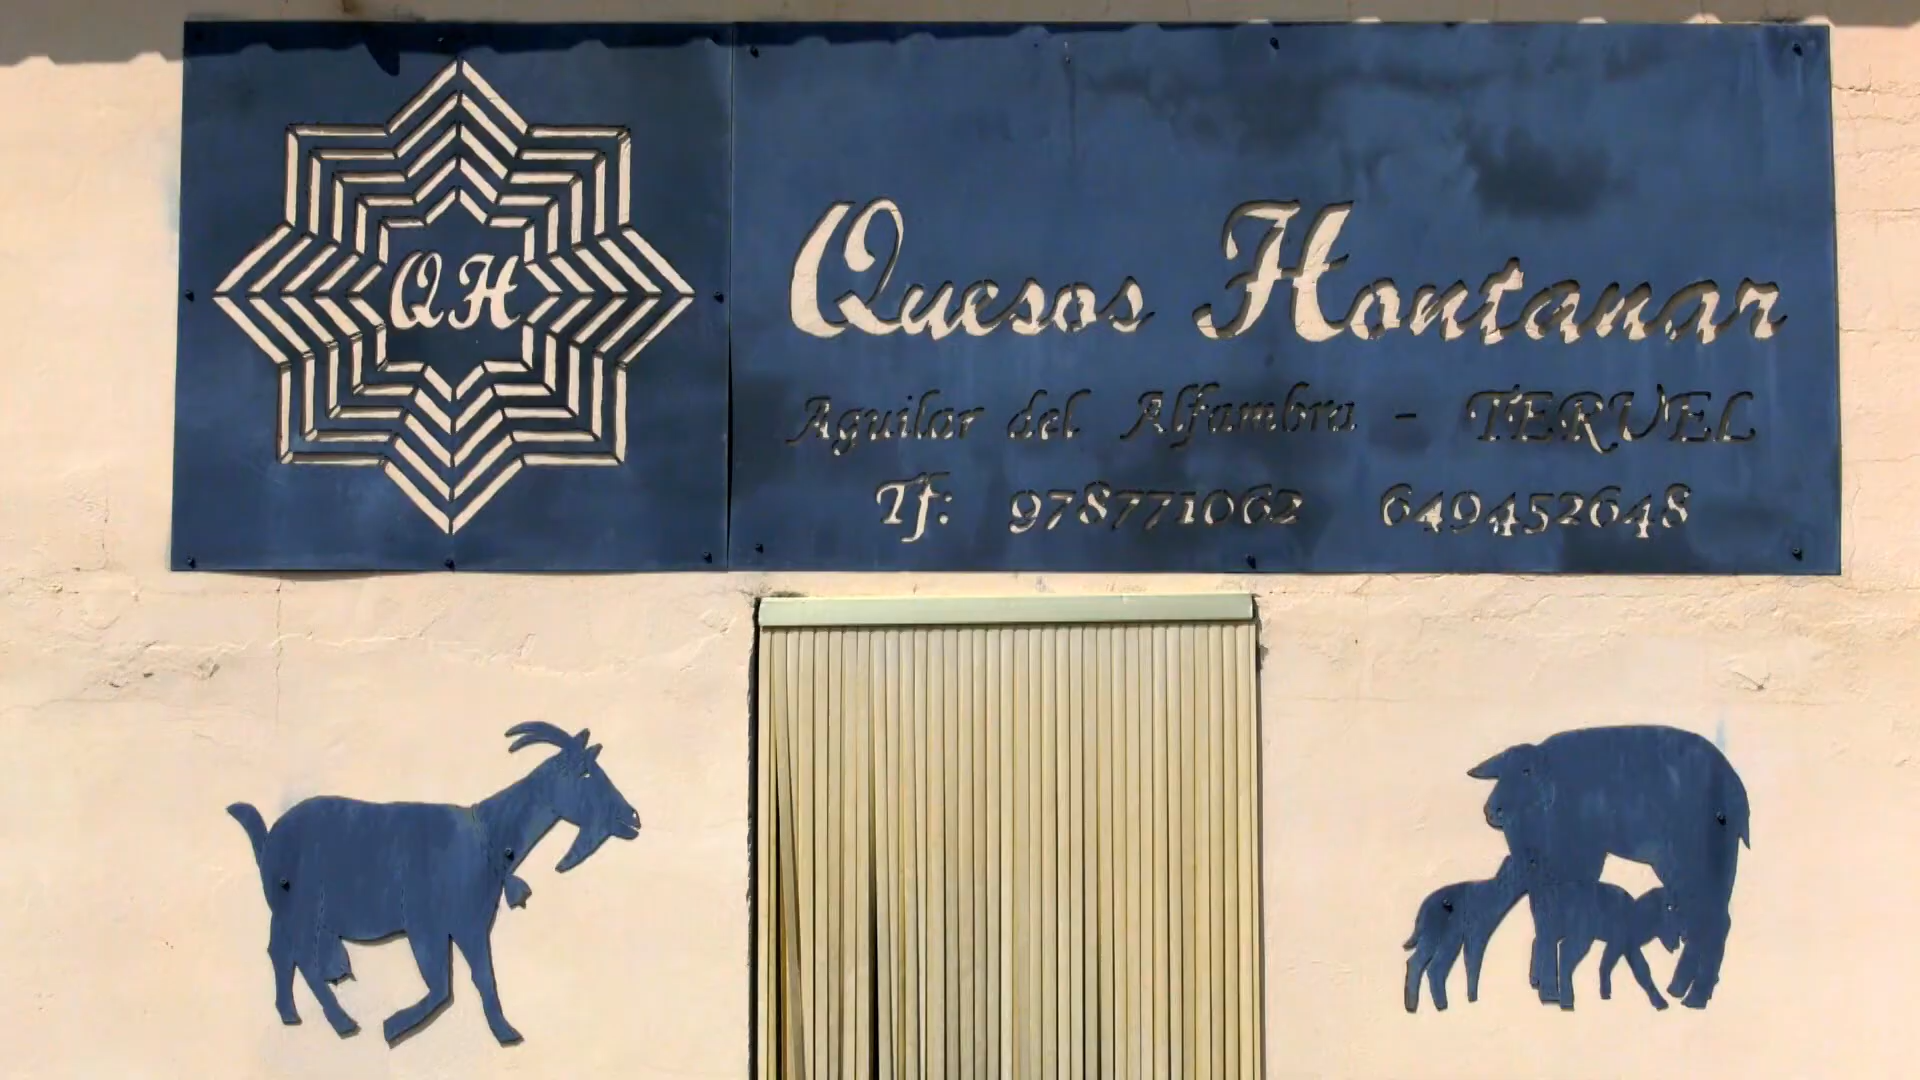 QH
Quesos Hontanar
Aguilar del Alfambra - TERUEL
Tf: 978771062 649452648